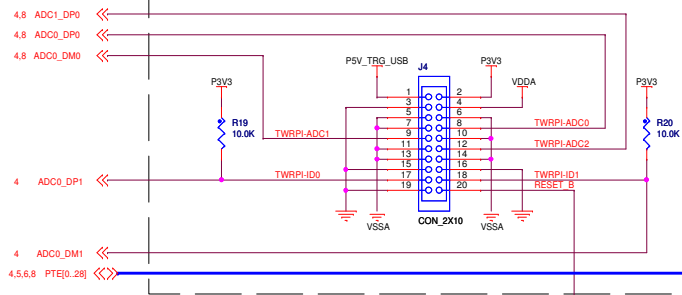 4,8 ADC1_DP0
4,8 ADC0_DP0
4,8 ADC0_DM0
P5V_TRG_USB
J4
P3V3
VDDA
P3V3
P3V3
1 2
3 4
5 6
7 8
9 10
11 12
13 14
15 16
17 18
19 20
R19
10.0K
R20
10.0K
TWRPI-ADC1
TWRPI-ADC0
TWRPI-ADC2
4 ADC0_DP1
TWRPI-ID0
TWRPI-ID1
RESET_B
VSSA
CON_2X10
VSSA
4 ADC0_DM1
4,5,6,8 PTE[0..28]